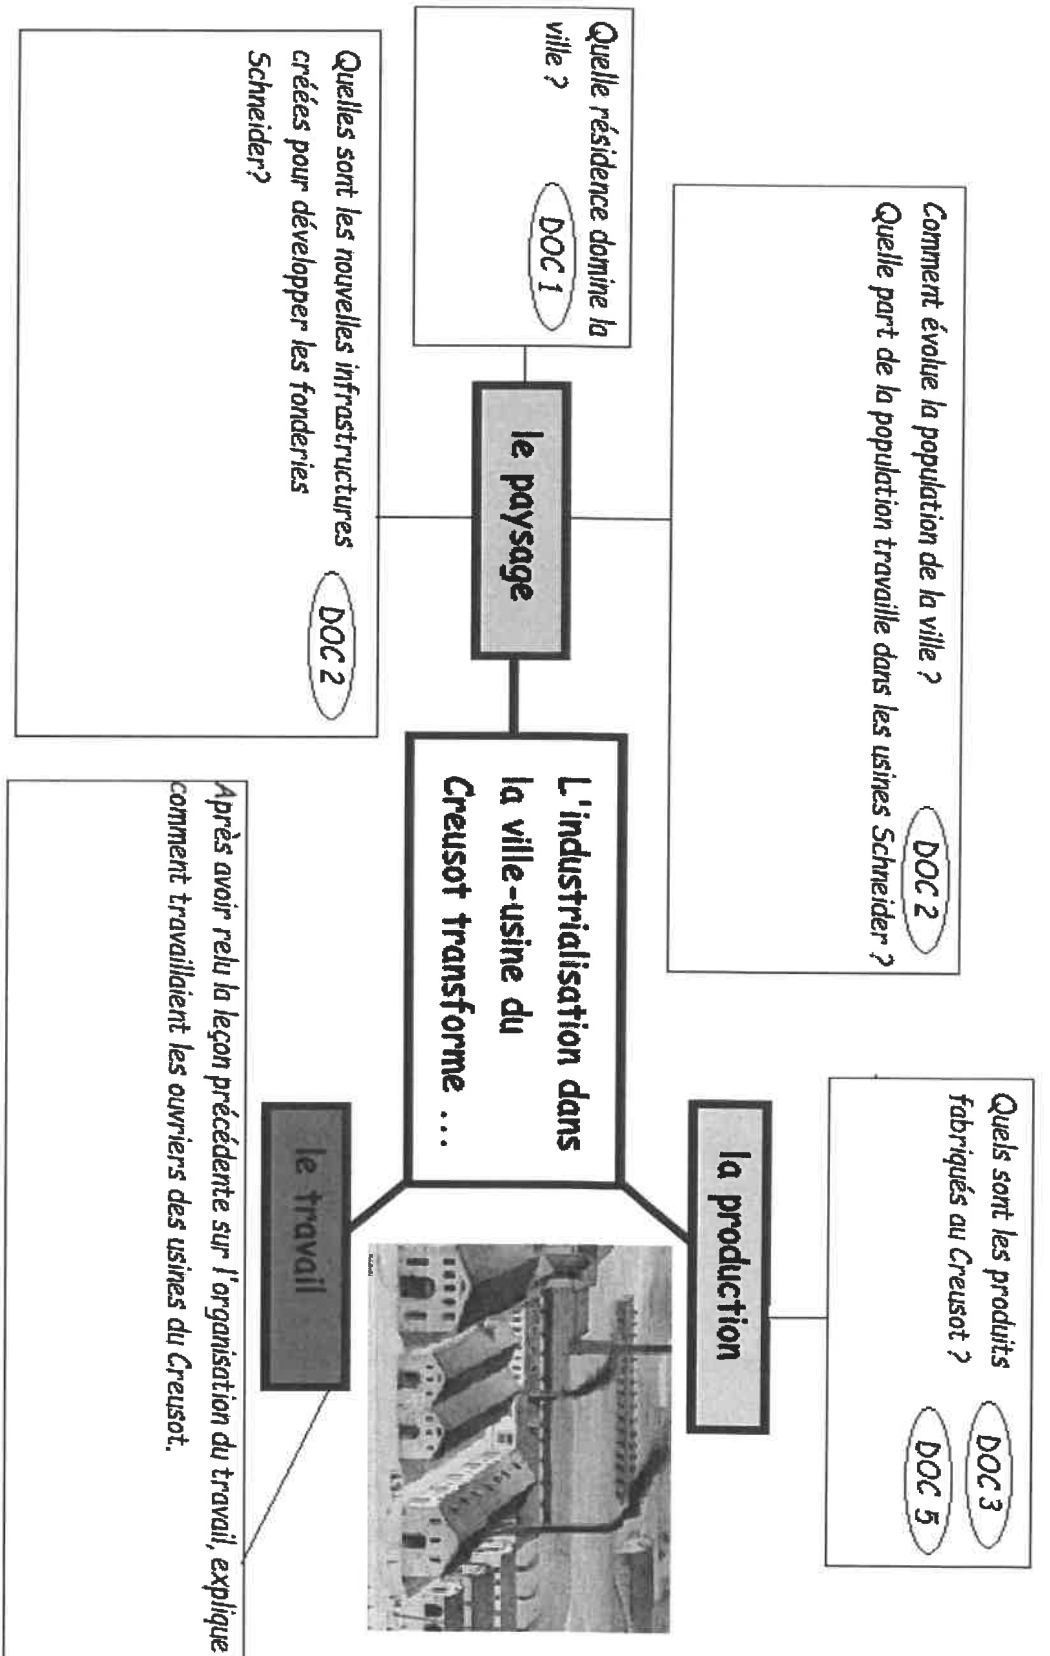 Comment évolue la population de la ville ?
DOC 2
Quelle part de la population travaille dans les usines Schneider ?
Quels sont les produits
fabriqués au Creusot ?
DOC 3
DOC 5
Quelle résidence domine la
ville ?
DOC 1
le paysage
la production
L'industrialisation dans
la ville-usine du
Creusot transforme ...
Quelles sont les nouvelles infrastructures
créées pour développer les fonderies
Schneider?
DOC 2
le travail
Après avoir relu la leçon précédente sur l'organisation du travail, explique
comment travaillaient les ouvriers des usines du Creusot.